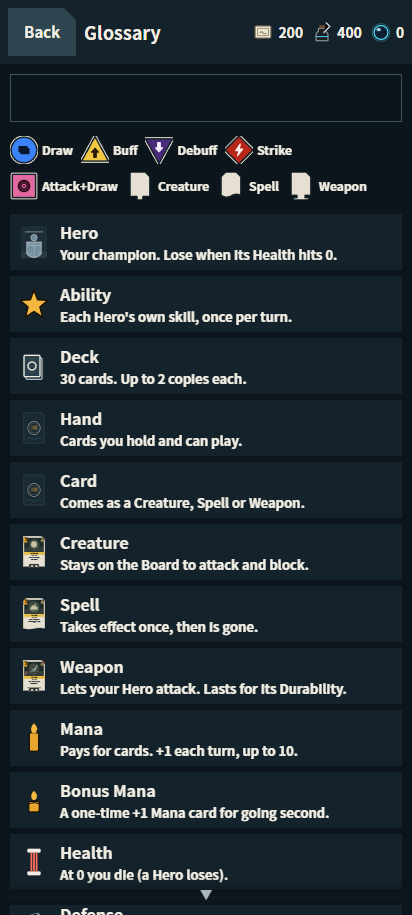 Back Glossary 200 400 0
Draw Buff Debuff Strike
Attack+Draw Creature Spell Weapon
Hero
Your champion. Lose when its Health hits 0.
Ability
Each Hero's own skill, once per turn.
Deck
30 cards. Up to 2 copies each.
Hand
Cards you hold and can play.
Card
Comes as a Creature, Spell or Weapon.
Creature
Stays on the Board to attack and block.
Spell
Takes effect once, then is gone.
Weapon
Lets your Hero attack. Lasts for its Durability.
Mana
Pays for cards. +1 each turn, up to 10.
Bonus Mana
A one-time +1 Mana card for going second.
Health
At 0 you die (a Hero loses).
Defense